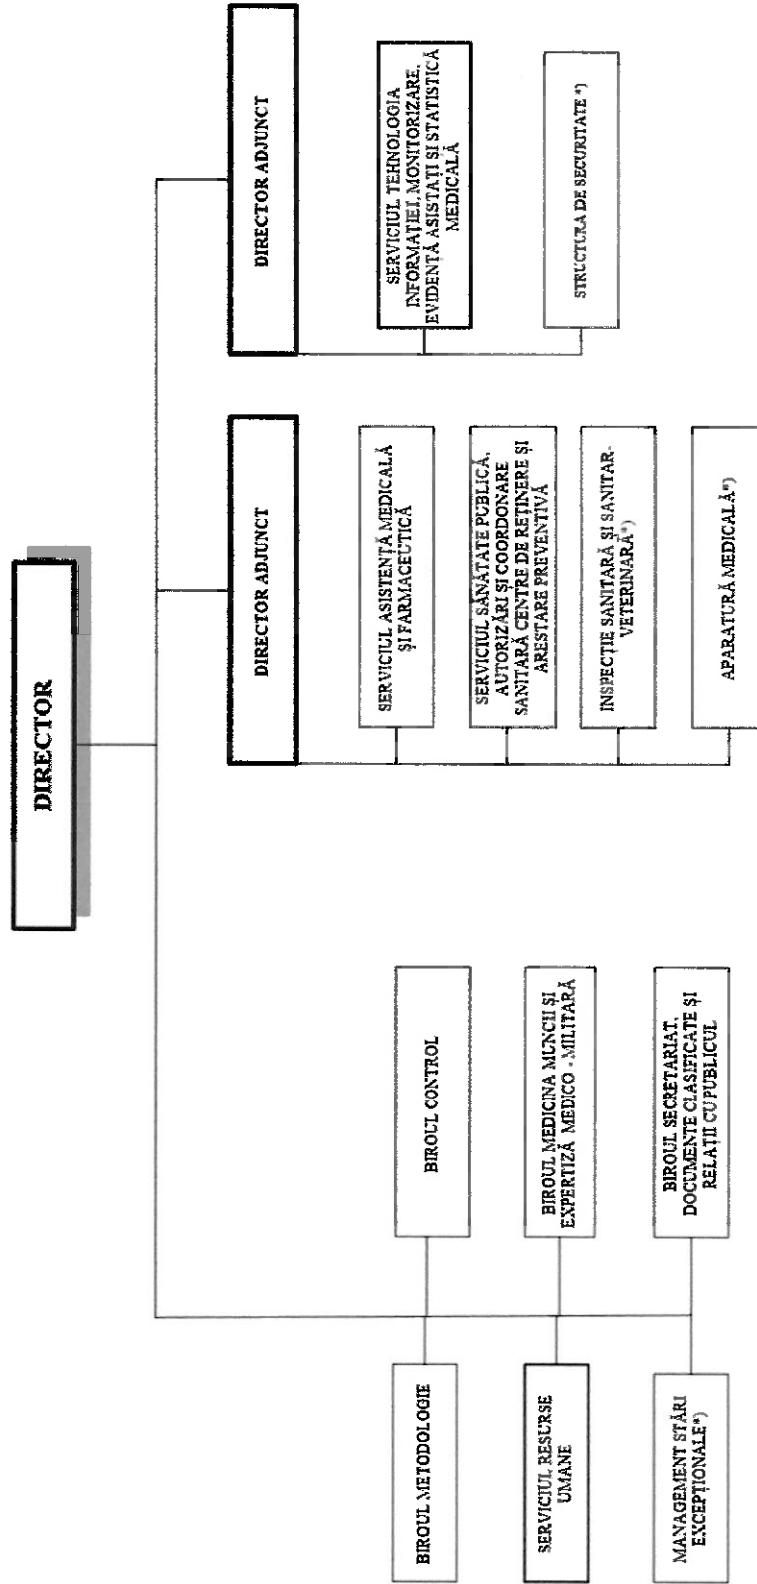 DIRECTOR
BIROUL METODOLOGIE
SERVICIUL RESURSE
UMANE
MANAGEMENT STĂRI
EXCEPȚIONALE*)
BIROUL CONTROL
BIROUL MEDICINA MUNCII ȘI
EXPERTIZĂ MEDICO - MILITARĂ
BIROUL SECRETARIAT,
DOCUMENTE CLASIFICATE ȘI
RELAȚII CU PUBLICUL
DIRECTOR ADJUNCT
SERVICIUL ASISTENȚĂ MEDICALĂ
ȘI FARMACEUTICĂ
SERVICIUL SĂNĂTATE PUBLICĂ,
AUTORIZĂRI ȘI COORDONARE
SANITARĂ CENTRE DE REȚINERE ȘI
ARESTARE PREVENTIVĂ
INSPECȚIE SANITARĂ ȘI SANITAR-
VETERINARĂ*)
APARATURĂ MEDICALĂ*)
DIRECTOR ADJUNCT
SERVICIUL TEHNOLOGIA
INFORMAȚIEI, MONITORIZARE,
EVIDENȚĂ ASISTAȚI ȘI STATISTICĂ
MEDICALĂ
STRUCTURA DE SECURITATE *)